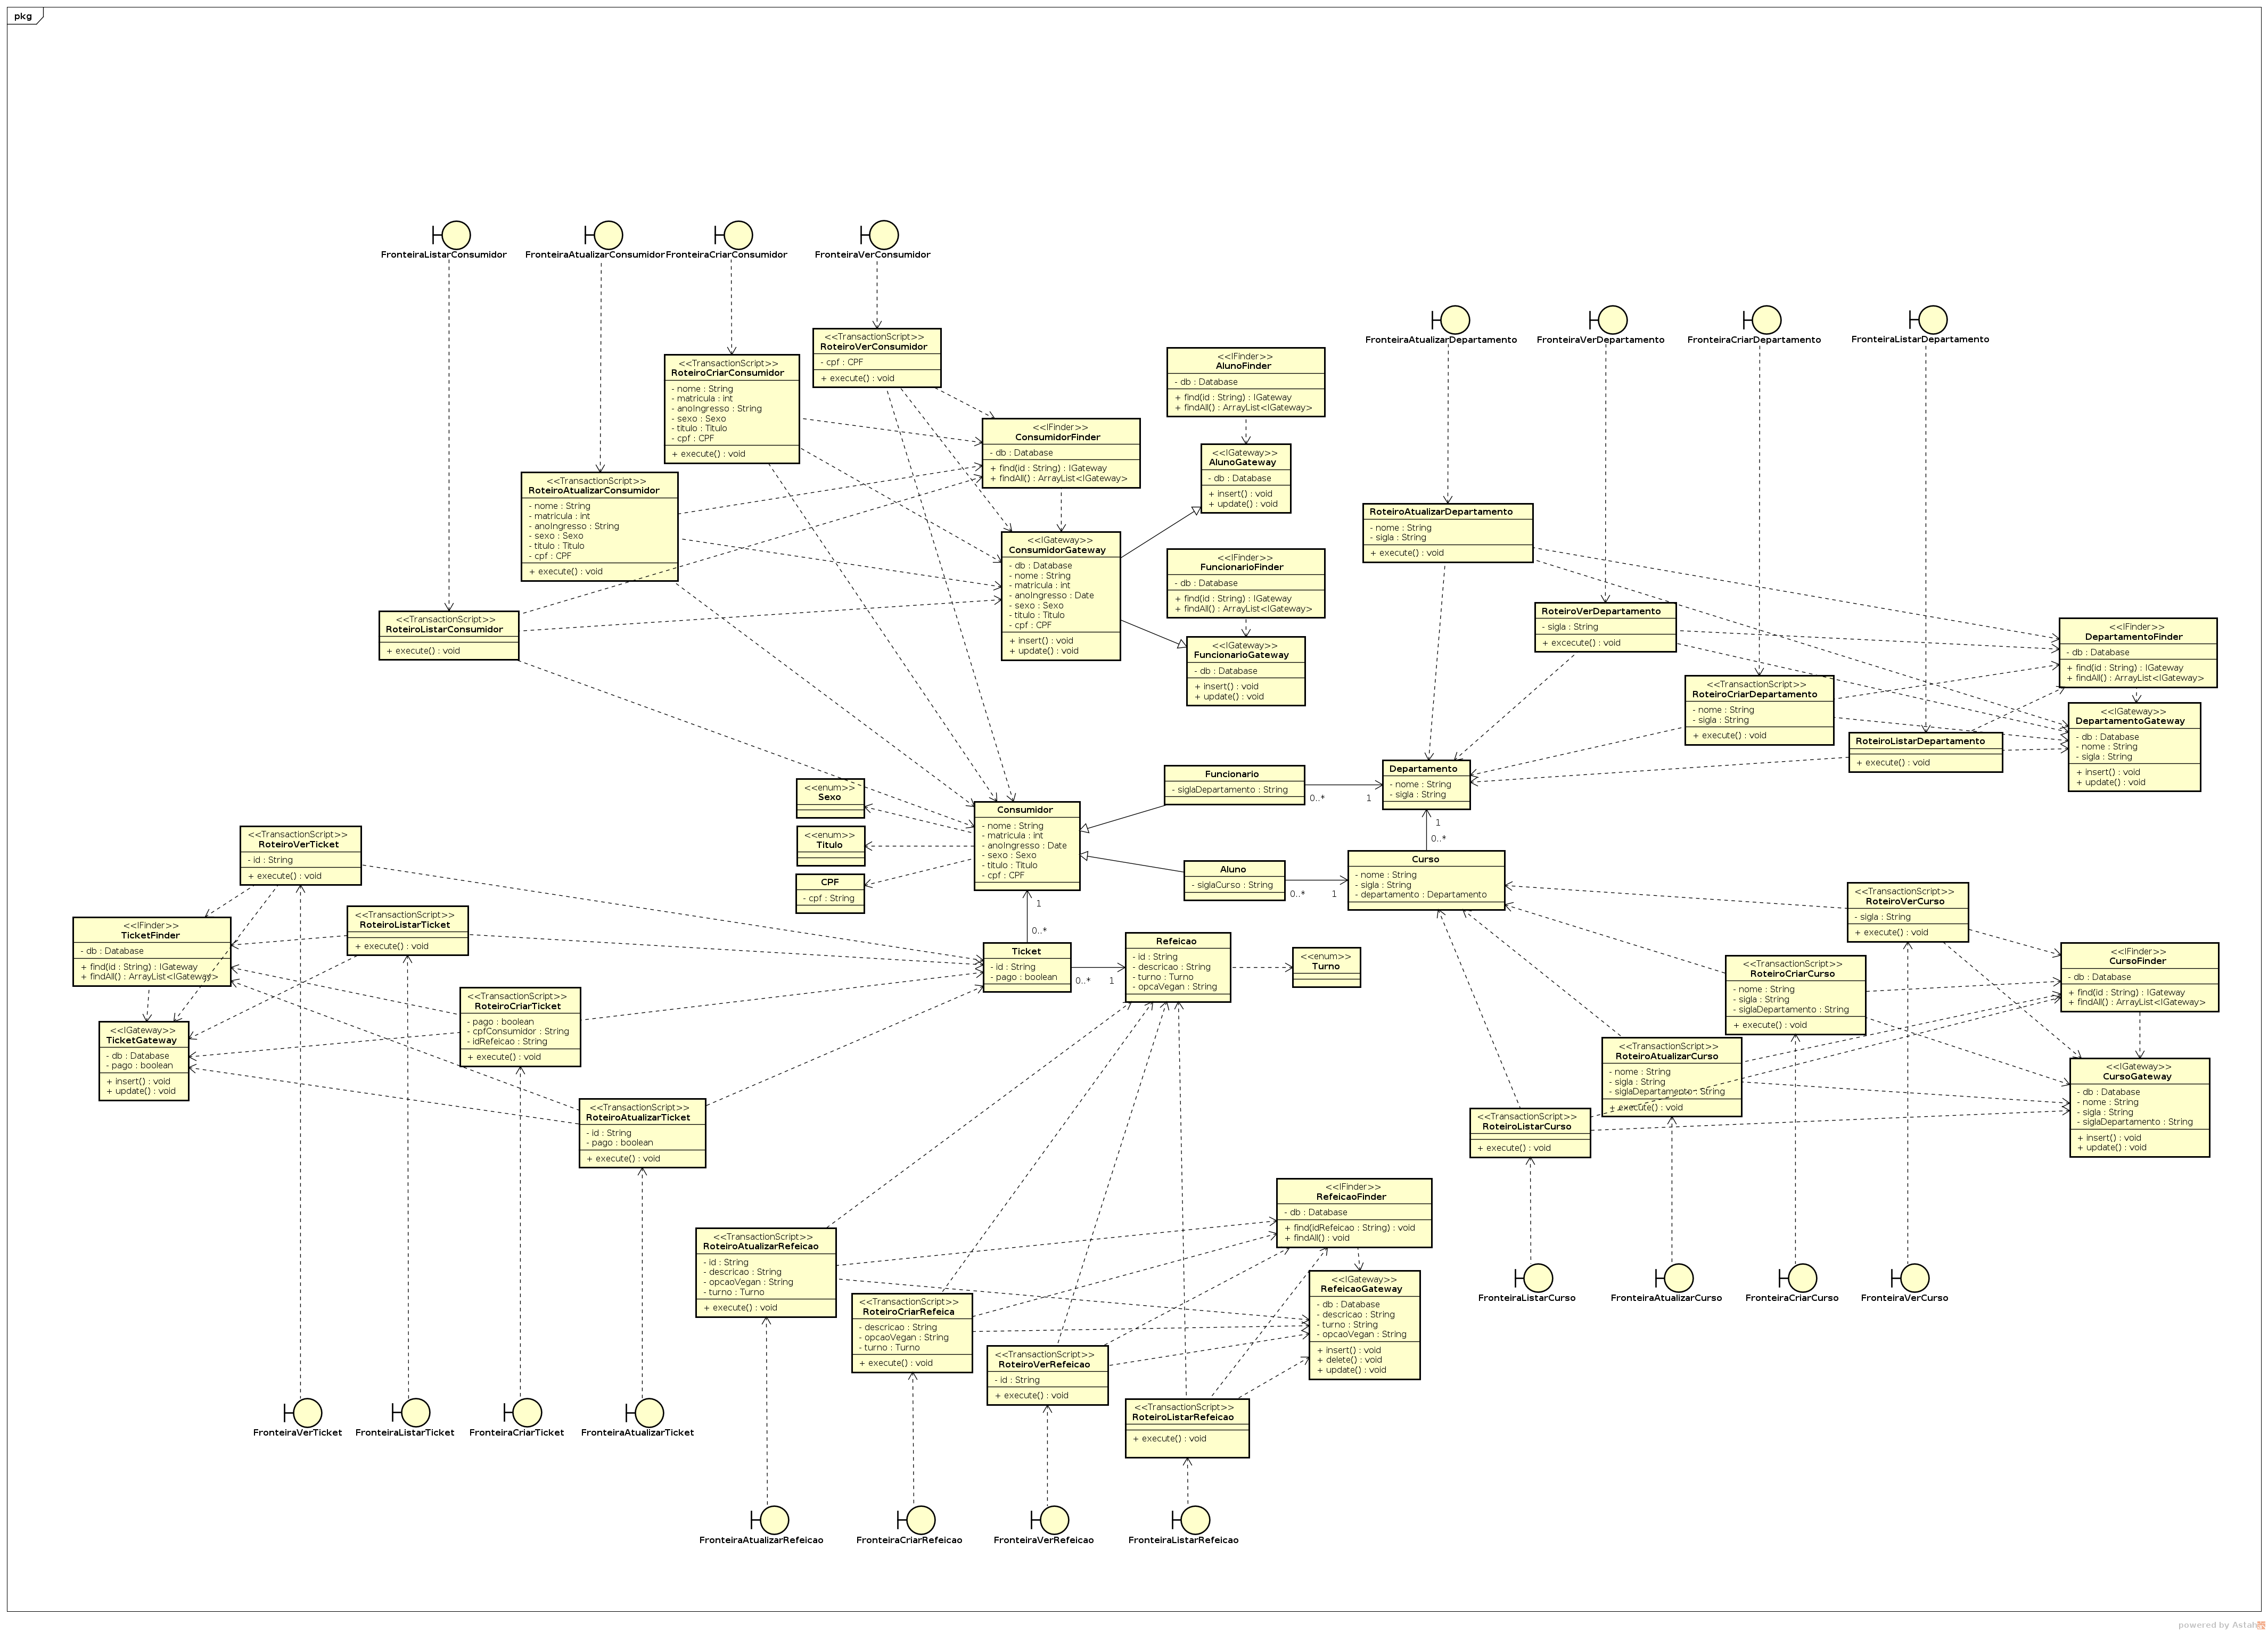 pkg
FronteiraListarConsumidor
FronteiraAtualizarConsumidor
FronteiraCriarConsumidor
FronteiraVerConsumidor
FronteiraAtualizarDepartamento
FronteiraVerDepartamento
FronteiraCriarDepartamento
FronteiraListarDepartamento
<<TransactionScript>>
RoteiroVerConsumidor
- cpf : CPF
+ execute() : void
<<TransactionScript>>
RoteiroCriarConsumidor
- nome : String
- matricula : int
- anoIngresso : String
- sexo : Sexo
- titulo : Titulo
- cpf : CPF
+ execute() : void
<<IFinder>>
AlunoFinder
- db : Database
+ find(id : String) : IGateway
+ findAll() : ArrayList<IGateway>
<<IFinder>>
ConsumidorFinder
- db : Database
+ find(id : String) : IGateway
+ findAll() : ArrayList<IGateway>
<<IGateway>>
AlunoGateway
- db : Database
+ insert() : void
+ update() : void
<<TransactionScript>>
RoteiroAtualizarConsumidor
- nome : String
- matricula : int
- anoIngresso : String
- sexo : Sexo
- titulo : Titulo
- cpf : CPF
+ execute() : void
RoteiroAtualizarDepartamento
- nome : String
- sigla : String
+ execute() : void
<<IGateway>>
ConsumidorGateway
- db : Database
- nome : String
- matricula : int
- anoIngresso : Date
- sexo : Sexo
- titulo : Titulo
- cpf : CPF
+ insert() : void
+ update() : void
<<IFinder>>
FuncionarioFinder
- db : Database
+ find(id : String) : IGateway
+ findAll() : ArrayList<IGateway>
<<TransactionScript>>
RoteiroListarConsumidor
+ execute() : void
<<IGateway>>
FuncionarioGateway
- db : Database
+ insert() : void
+ update() : void
RoteiroVerDepartamento
- sigla : String
+ excecute() : void
<<IFinder>>
DepartamentoFinder
- db : Database
+ find(id : String) : IGateway
+ findAll() : ArrayList<IGateway>
<<TransactionScript>>
RoteiroCriarDepartamento
- nome : String
- sigla : String
+ execute() : void
<<IGateway>>
DepartamentoGateway
- db : Database
- nome : String
- sigla : String
+ insert() : void
+ update() : void
RoteiroListarDepartamento
+ execute() : void
Funcionario
- siglaDepartamento : String
0..*
1
Departamento
- nome : String
- sigla : String
1
0..*
<<enum>>
Sexo
<<enum>>
Titulo
CPF
- cpf : String
Consumidor
- nome : String
- matricula : int
- anoIngresso : Date
- sexo : Sexo
- titulo : Titulo
- cpf : CPF
1
0..*
Aluno
- siglaCurso : String
0..*
1
Curso
- nome : String
- sigla : String
- departamento : Departamento
<<TransactionScript>>
RoteiroVerTicket
- id : String
+ execute() : void
<<TransactionScript>>
RoteiroListarTicket
+ execute() : void
<<IFinder>>
TicketFinder
- db : Database
+ find(id : String) : IGateway
+ findAll() : ArrayList<IGateway>
<<TransactionScript>>
RoteiroCriarTicket
- pago : boolean
- cpfConsumidor : String
- idRefeicao : String
+ execute() : void
<<IGateway>>
TicketGateway
- db : Database
- pago : boolean
+ insert() : void
+ update() : void
<<TransactionScript>>
RoteiroAtualizarTicket
- id : String
- pago : boolean
+ execute() : void
Ticket
- id : String
- pago : boolean
0..*
1
Refeicao
- id : String
- descricao : String
- turno : Turno
- opcaVegan : String
<<enum>>
Turno
<<TransactionScript>>
RoteiroVerCurso
- sigla : String
+ execute() : void
<<TransactionScript>>
RoteiroCriarCurso
- nome : String
- sigla : String
- siglaDepartamento : String
+ execute() : void
<<IFinder>>
CursoFinder
- db : Database
+ find(id : String) : IGateway
+ findAll() : ArrayList<IGateway>
<<TransactionScript>>
RoteiroAtualizarCurso
- nome : String
- sigla : String
- siglaDepartamento : String
+ execute() : void
<<IGateway>>
CursoGateway
- db : Database
- nome : String
- sigla : String
- siglaDepartamento : String
+ insert() : void
+ update() : void
<<TransactionScript>>
RoteiroListarCurso
+ execute() : void
<<IFinder>>
RefeicaoFinder
- db : Database
+ find(idRefeicao : String) : void
+ findAll() : void
<<TransactionScript>>
RoteiroAtualizarRefeicao
- id : String
- descricao : String
- opcaoVegan : String
- turno : Turno
+ execute() : void
<<IGateway>>
RefeicaoGateway
- db : Database
- descricao : String
- turno : String
- opcaoVegan : String
+ insert() : void
+ delete() : void
+ update() : void
<<TransactionScript>>
RoteiroCriarRefeica
- descricao : String
- opcaoVegan : String
- turno : Turno
+ execute() : void
<<TransactionScript>>
RoteiroVerRefeicao
- id : String
+ execute() : void
<<TransactionScript>>
RoteiroListarRefeicao
+ execute() : void
FronteiraListarCurso
FronteiraAtualizarCurso
FronteiraCriarCurso
FronteiraVerCurso
FronteiraVerTicket
FronteiraListarTicket
FronteiraCriarTicket
FronteiraAtualizarTicket
FronteiraAtualizarRefeicao
FronteiraCriarRefeicao
FronteiraVerRefeicao
FronteiraListarRefeicao
powered by Astah